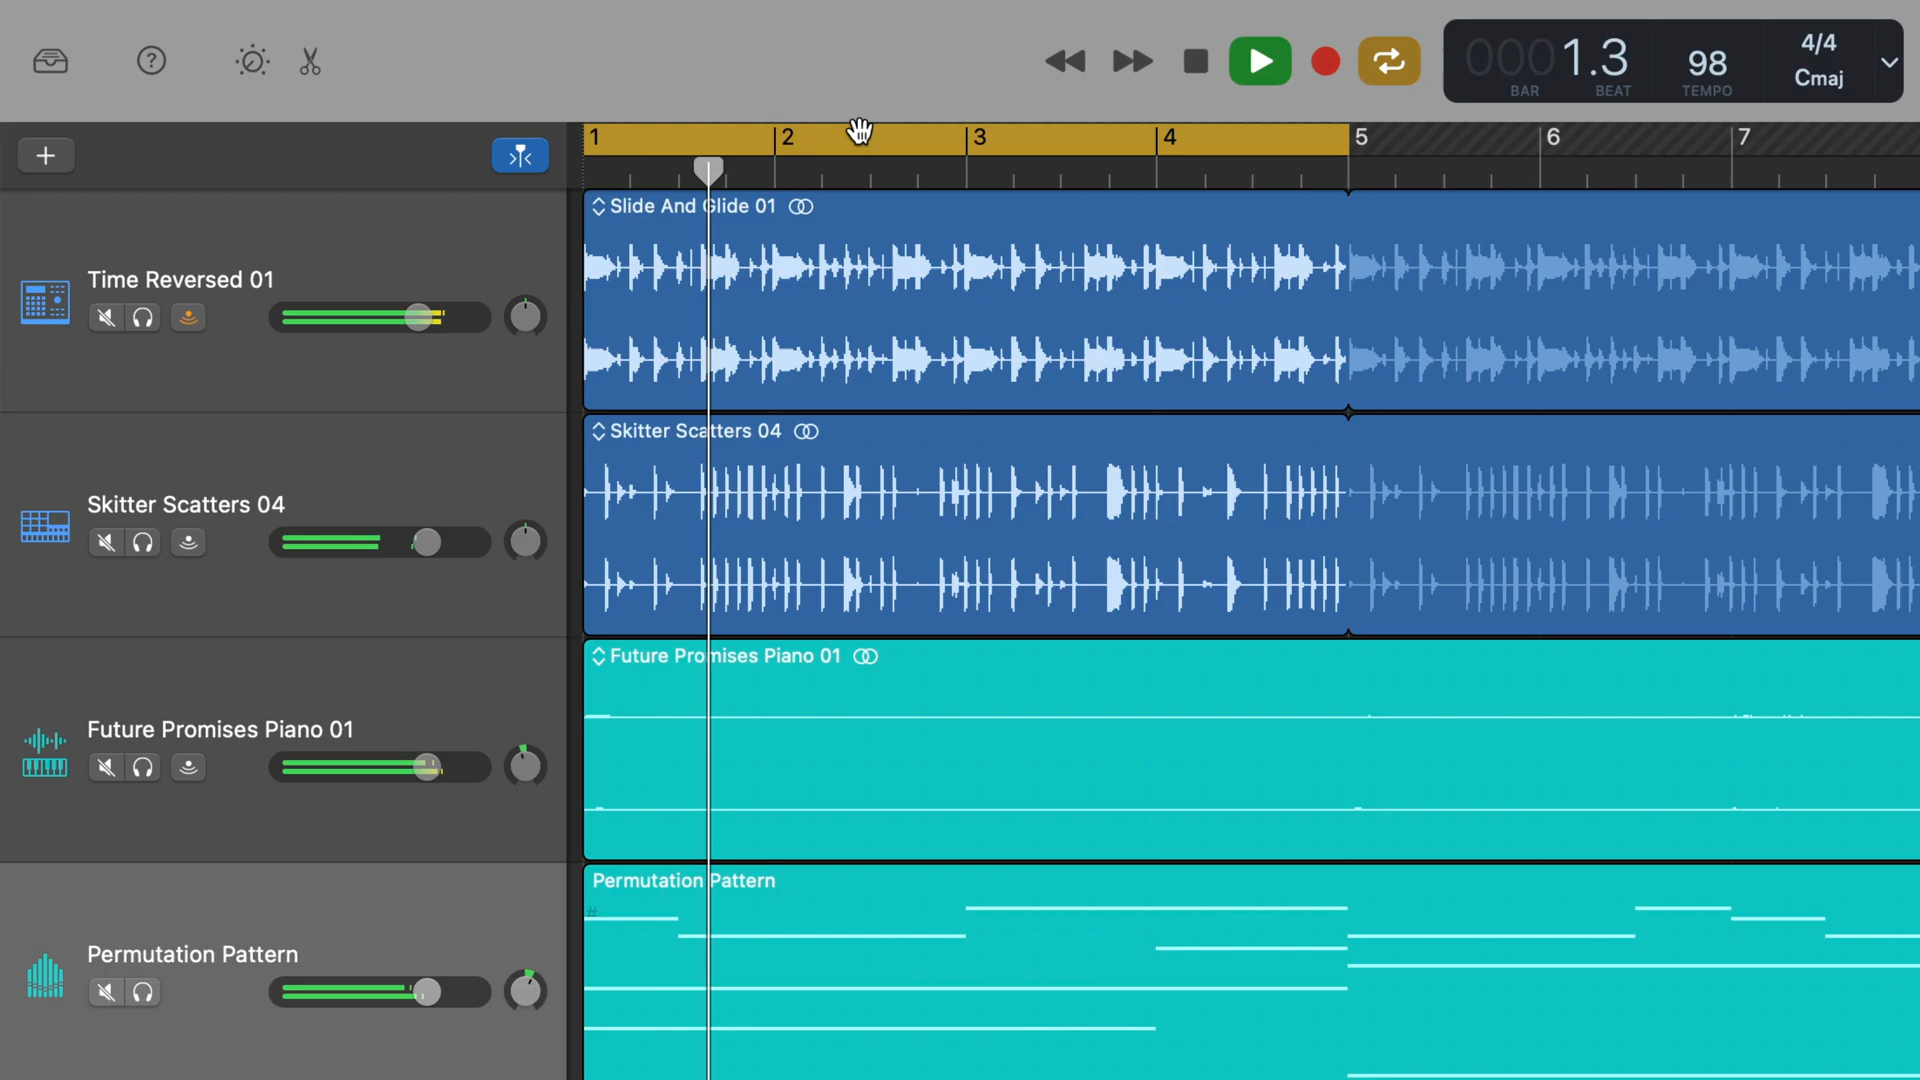 0001.3
BAR
BEAT
98
TEMPO
4/4
Cmaj
1
2
3
4
5
6
7
Slide And Glide 01
Time Reversed 01
Skitter Scatters 04
Skitter Scatters 04
Future Promises Piano 01
Future Promises Piano 01
Permutation Pattern
#
Permutation Pattern